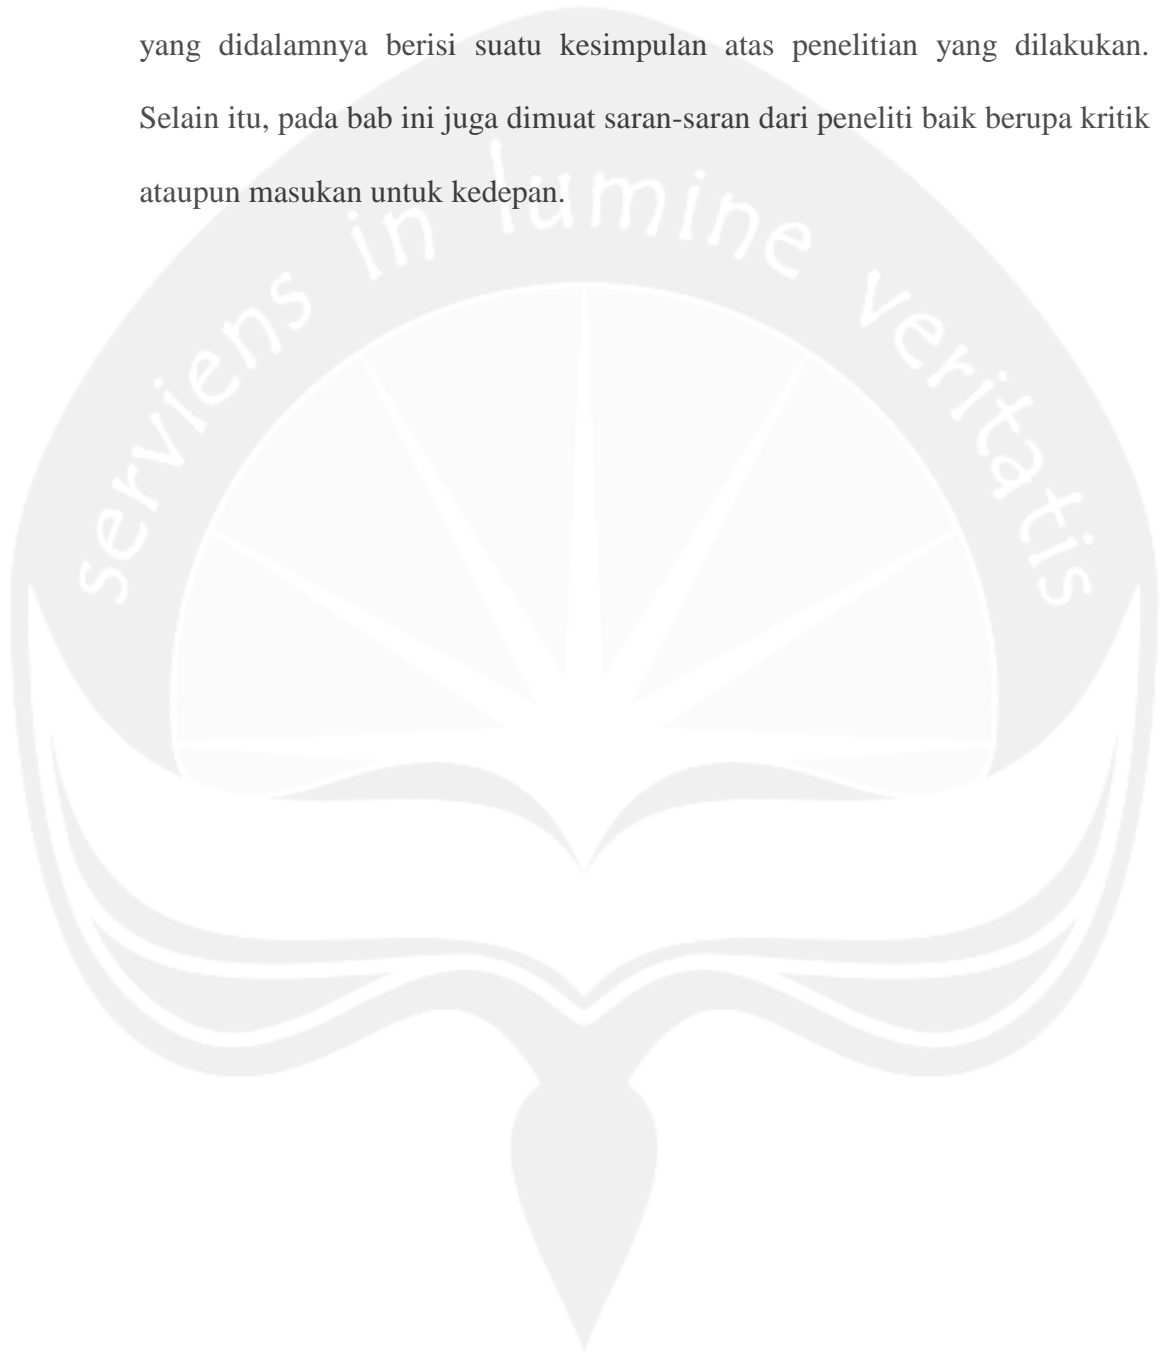 yang didalamnya berisi suatu kesimpulan atas penelitian yang dilakukan.
Selain itu, pada bab ini juga dimuat saran-saran dari peneliti baik berupa kritik
ataupun masukan untuk kedepan.
serviens in lumine veritatis